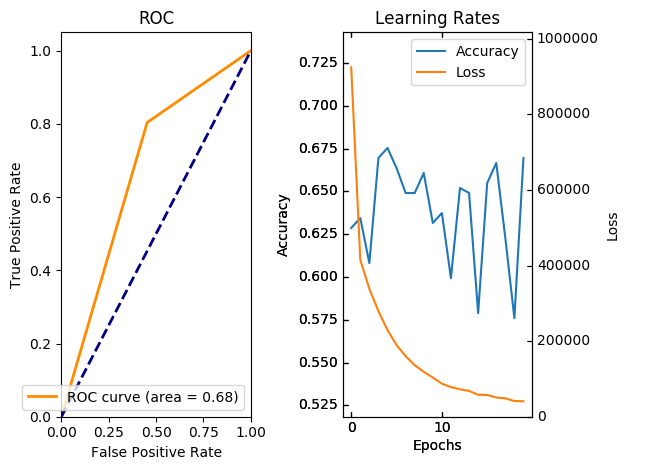 ROC
1.0
0.8
0.6
0.4
0.2
0.0
True Positive Rate
ROC curve (area = 0.68)
0.00 0.25 0.50 0.75 1.00
False Positive Rate
Learning Rates
Accuracy
Loss
0.725
0.700
0.675
0.650
0.625
0.600
0.575
0.550
0.525
Accuracy
0 10
Epochs
1000000
800000
600000
400000
200000
0
Loss